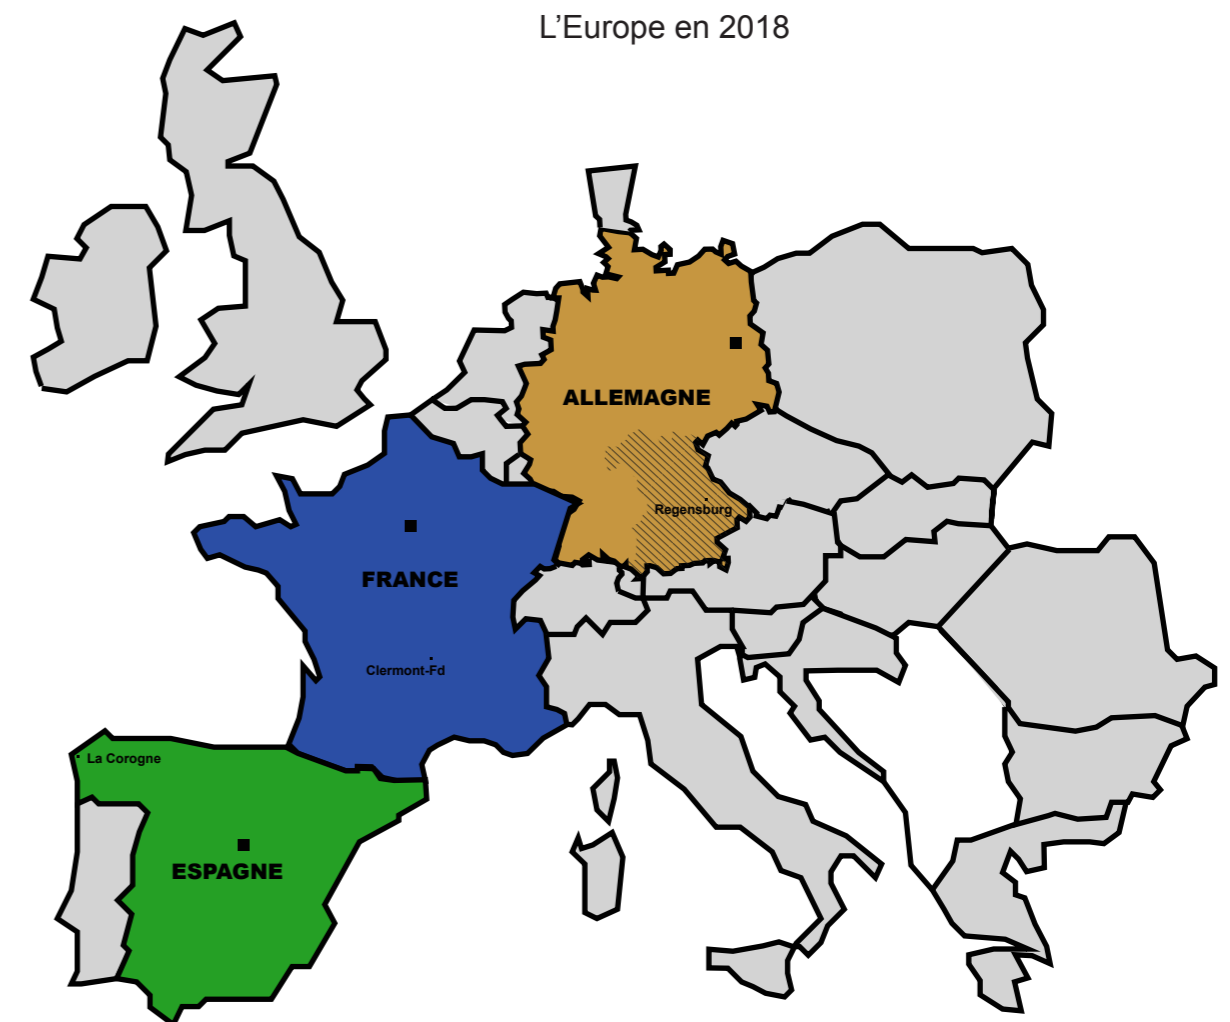 L’Europe en 2018
ALLEMAGNE
Regensburg
FRANCE
Clermont-Fd
La Corogne
ESPAGNE